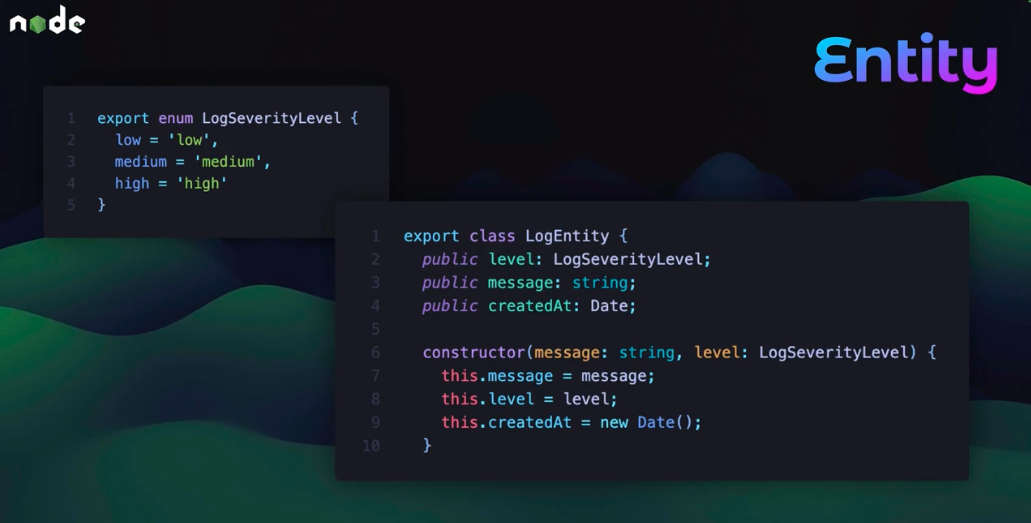 node
Entity
1 export enum LogSeverityLevel {
2 low = 'low',
3 medium = 'medium',
4 high = 'high'
5 }
1 export class LogEntity {
2 public level: LogSeverityLevel;
3 public message: string;
4 public createdAt: Date;
5
6 constructor(message: string, level: LogSeverityLevel) {
7 this.message = message;
8 this.level = level;
9 this.createdAt = new Date();
10 }